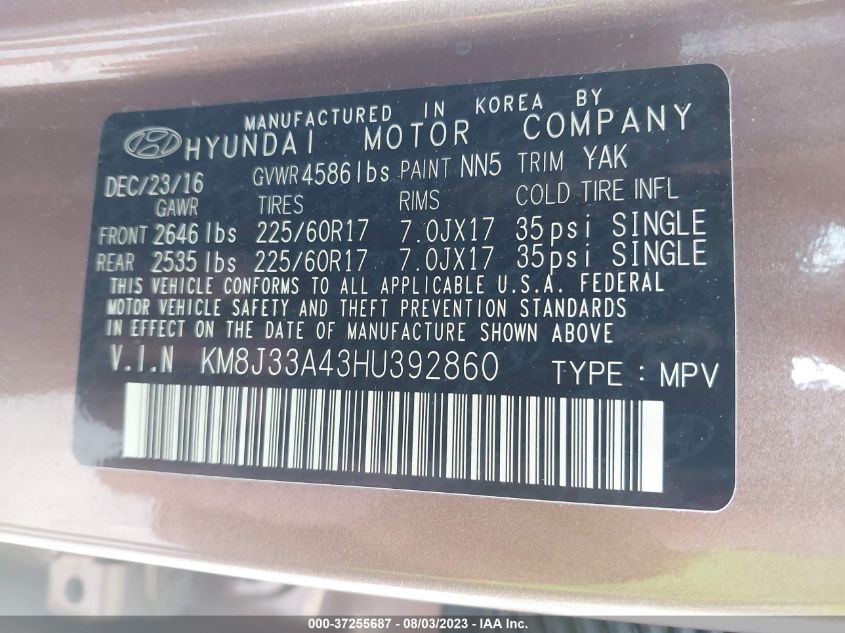 MANUFACTURED IN KOREA BY
HYUNDAI MOTOR COMPANY
DEC/23/16 GVWR 4586 lbs PAINT NN5 TRIM YAK
GAWR TIRES RIMS COLD TIRE INFL
FRONT 2646 lbs 225/60R17 7.0JX17 35psi SINGLE
REAR 2535 lbs 225/60R17 7.0JX17 35psi SINGLE
THIS VEHICLE CONFORMS TO ALL APPLICABLE U.S.A. FEDERAL
MOTOR VEHICLE SAFETY AND THEFT PREVENTION STANDARDS
IN EFFECT ON THE DATE OF MANUFACTURE SHOWN ABOVE
V.I.N KM8J33A43HU392860 TYPE : MPV
000-37255687 - 08/03/2023 - IAA Inc.